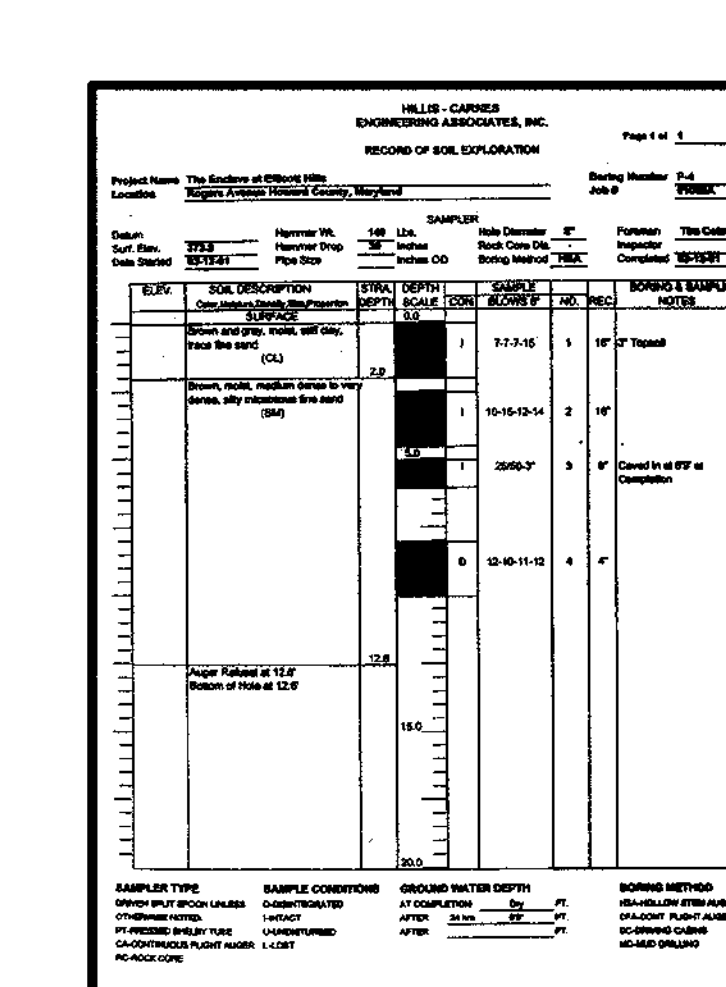 HILLIS - CARNES
ENGINEERING ASSOCIATES, INC.
Page 1 of 1
RECORD OF SOIL EXPLORATION
Project Name The Enclave at Ellicott Hills Boring Number P-4
Location Rogers Avenue Howard County, Maryland Job #
SAMPLER
Datum Hammer Wt. 140 Lbs. Hole Diameter 8" Foreman
Surf. Elev. Hammer Drop 30 Inches Rock Core Dia. - Inspector
Date Started Pipe Size Inches OD Boring Method HSA Completed
ELEV. SOIL DESCRIPTION STRA. DEPTH SAMPLE BORING & SAMPLE
Color, Moisture, Density, Size, Proportion DEPTH SCALE CON BLOWS 6" NO. REC. NOTES
SURFACE 0.0
Brown and gray, moist, stiff clay,
trace fine sand I 7-7-7-15 1 16" 3" Topsoil
(CL)
2.0
Brown, moist, medium dense to very
dense, silty micaceous fine sand
(SM) I 10-15-12-14 2 16"
5.0
I 25/50-3" 3 Caved in at
Completion
D 12-10-11-12 4 4"
12.6
Auger Refusal at 12.6'
Bottom of Hole at 12.6'
15.0
20.0
SAMPLER TYPE SAMPLE CONDITIONS GROUND WATER DEPTH BORING METHOD
DRIVEN SPLIT SPOON UNLESS D-DISINTEGRATED AT COMPLETION Dry FT. HSA-HOLLOW STEM AUG
OTHERWISE NOTED. I-INTACT AFTER 24 hrs FT. CFA-CONT FLIGHT AUGE
PT-PRESSED SHELBY TUBE U-UNDISTURBED AFTER FT. DC-DRIVING CASING
CA-CONTINUOUS FLIGHT AUGER L-LOST MD-MUD DRILLING
RC-ROCK CORE